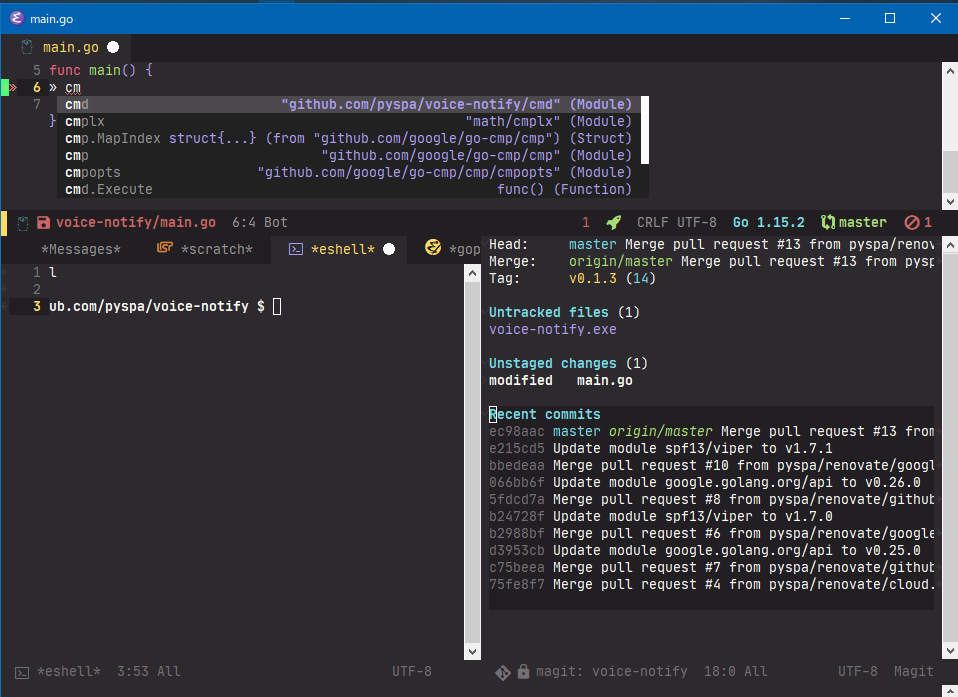 main.go
main.go
5 func main() {
6 » cm
7
}
cmd "github.com/pyspa/voice-notify/cmd" (Module)
cmplx "math/cmplx" (Module)
cmp.MapIndex struct{...} (from "github.com/google/go-cmp/cmp") (Struct)
cmp "github.com/google/go-cmp/cmp" (Module)
cmpopts "github.com/google/go-cmp/cmp/cmpopts" (Module)
cmd.Execute func() (Function)
voice-notify/main.go 6:4 Bot 1 CRLF UTF-8 Go 1.15.2 master 1
*Messages* *scratch* *eshell* *gop
1 l
2
3 ub.com/pyspa/voice-notify $
*eshell* 3:53 All UTF-8
Head: master Merge pull request #13 from pyspa/renov
Merge: origin/master Merge pull request #13 from pysp
Tag: v0.1.3 (14)
Untracked files (1)
voice-notify.exe
Unstaged changes (1)
modified main.go
Recent commits
ec98aac master origin/master Merge pull request #13 from
e215cd5 Update module spf13/viper to v1.7.1
bbedeaa Merge pull request #10 from pyspa/renovate/googl
066bb6f Update module google.golang.org/api to v0.26.0
5fdcd7a Merge pull request #8 from pyspa/renovate/github
b24728f Update module spf13/viper to v1.7.0
b2988bf Merge pull request #6 from pyspa/renovate/google
d3953cb Update module google.golang.org/api to v0.25.0
c75beea Merge pull request #7 from pyspa/renovate/github
75fe8f7 Merge pull request #4 from pyspa/renovate/cloud.
magit: voice-notify 18:0 All UTF-8 Magit